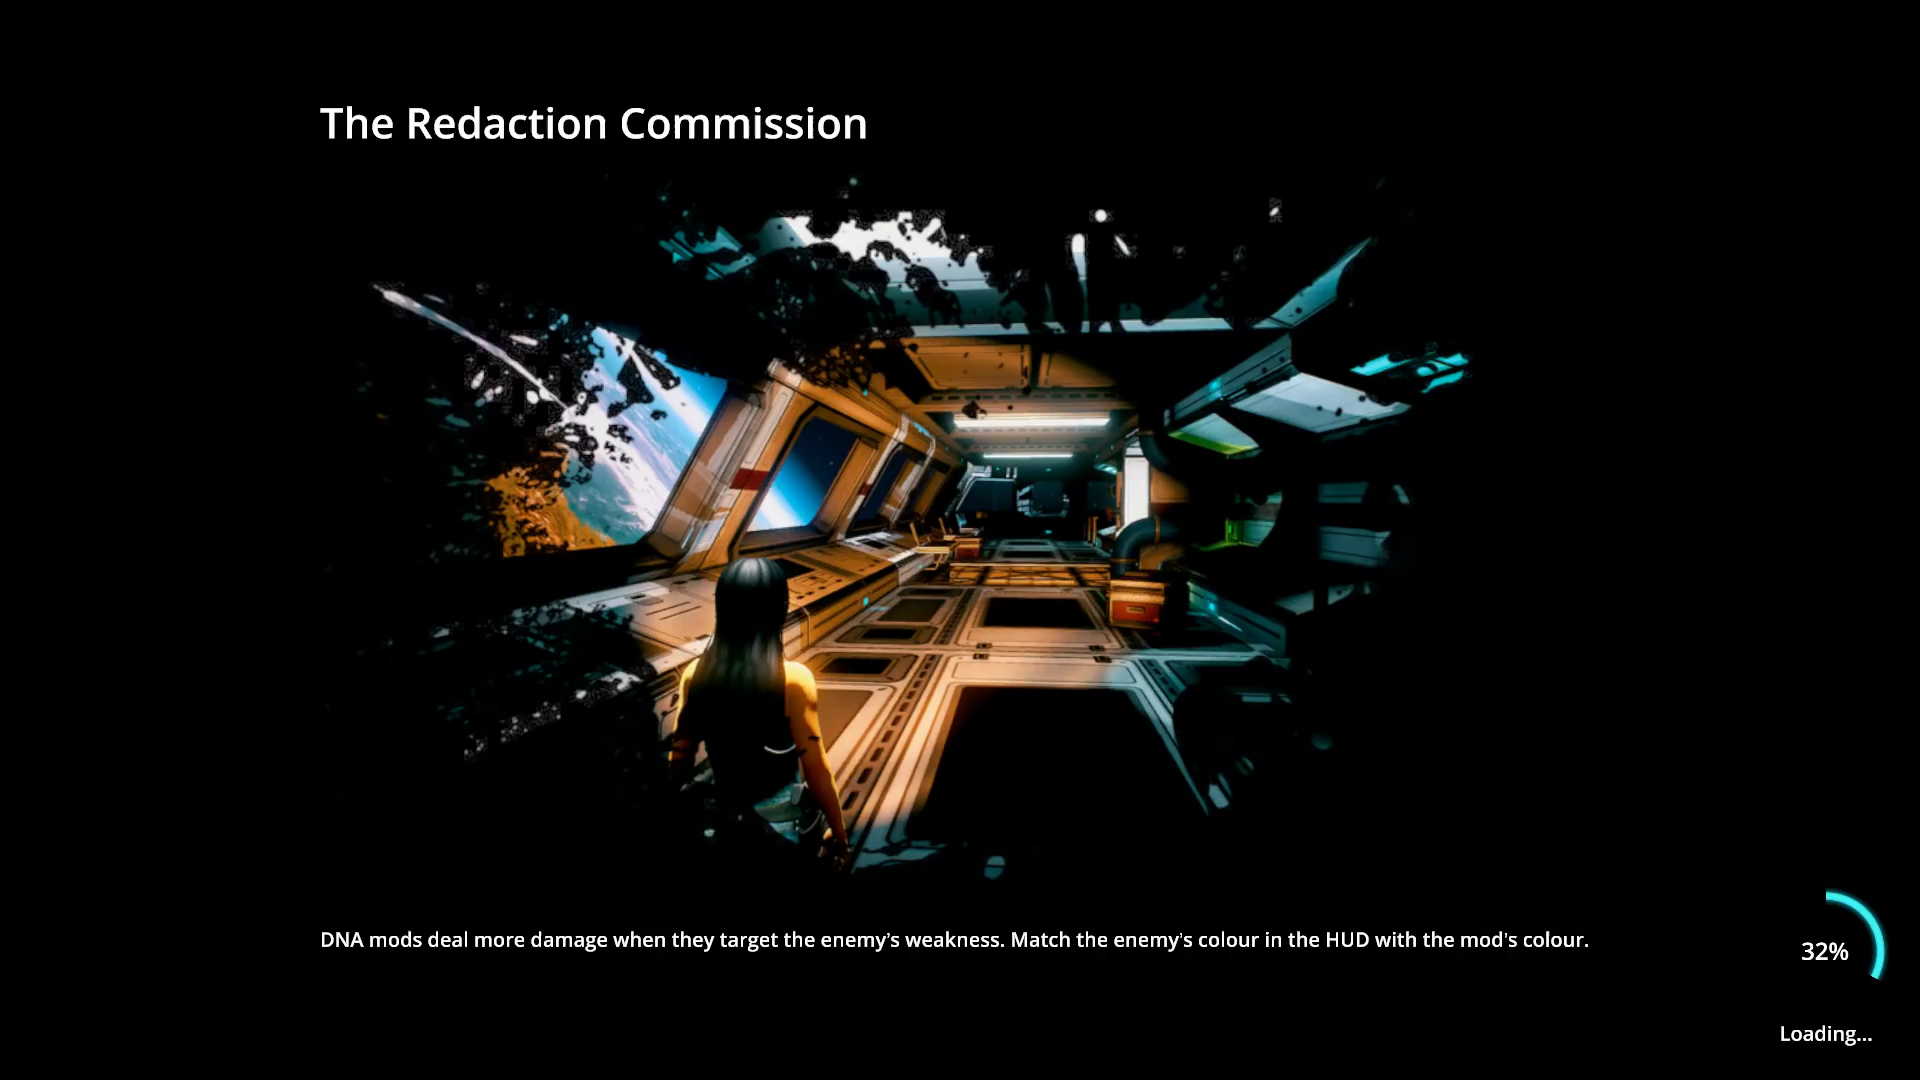 The Redaction Commission
DNA mods deal more damage when they target the enemy’s weakness. Match the enemy’s colour in the HUD with the mod’s colour.
32%
Loading...